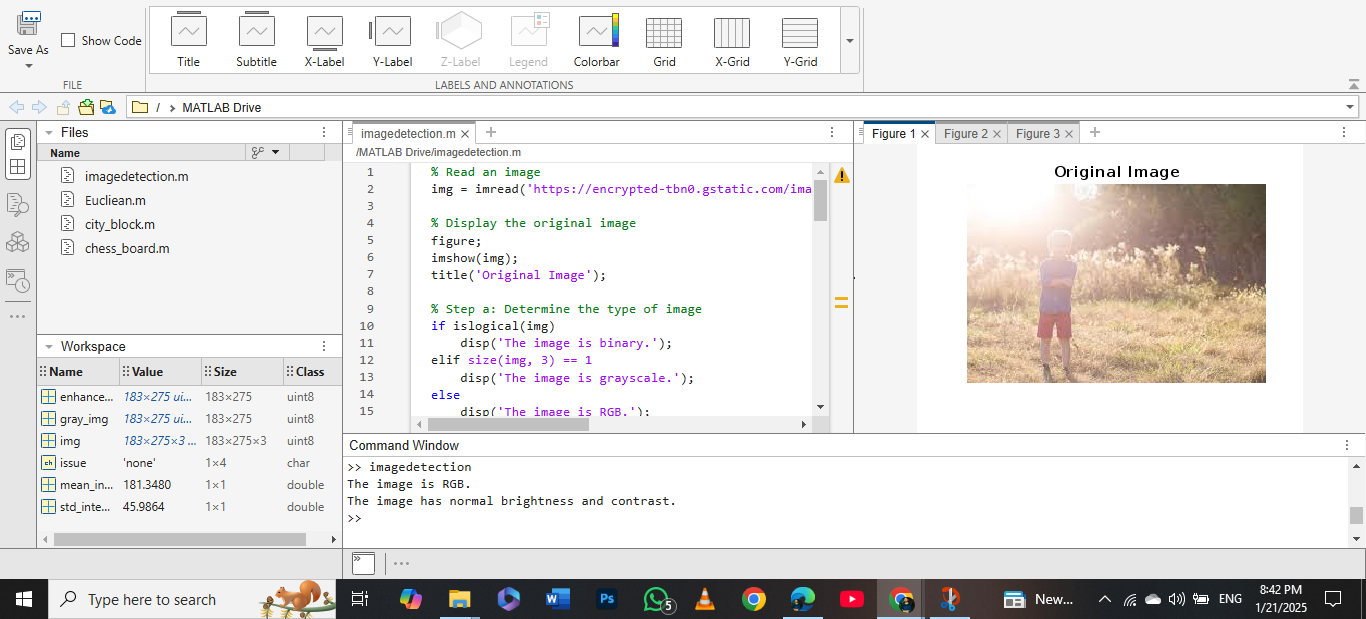 Save As
Show Code
FILE
Title
Subtitle
X-Label
Y-Label
Z-Label
Legend
Colorbar
Grid
X-Grid
Y-Grid
LABELS AND ANNOTATIONS
/ MATLAB Drive
Files
Name
imagedetection.m
Eucliean.m
city_block.m
chess_board.m
Workspace
Name Value Size Class
enhance... 183×275 ui... 183×275 uint8
gray_img 183×275 ui... 183×275 uint8
img 183×275×3 ... 183×275×3 uint8
issue 'none' 1×4 char
mean_in... 181.3480 1×1 double
std_inte... 45.9864 1×1 double
imagedetection.m
/MATLAB Drive/imagedetection.m
1 % Read an image
2 img = imread('https://encrypted-tbn0.gstatic.com/ima
3
4 % Display the original image
5 figure;
6 imshow(img);
7 title('Original Image');
8
9 % Step a: Determine the type of image
10 if islogical(img)
11 disp('The image is binary.');
12 elif size(img, 3) == 1
13 disp('The image is grayscale.');
14 else
15 disp('The image is RGB.');
Figure 1
Figure 2
Figure 3
Original Image
Command Window
>> imagedetection
The image is RGB.
The image has normal brightness and contrast.
>>
Type here to search
W
Ps
5
New...
ENG
8:42 PM
1/21/2025